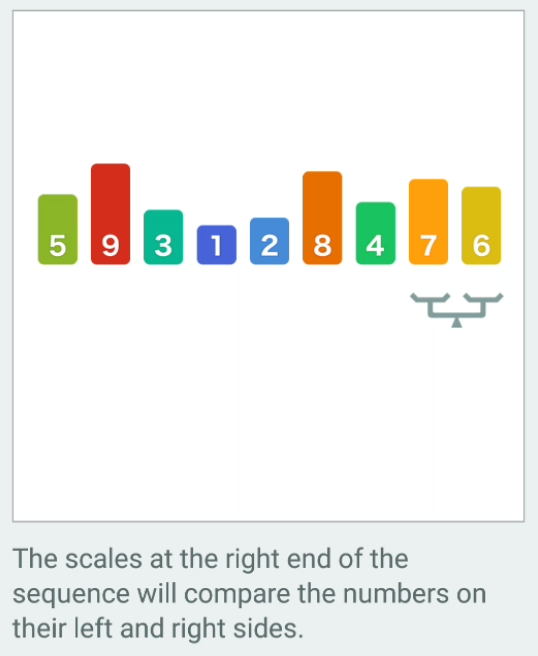 5 9 3 1 2 8 4 7 6
The scales at the right end of the
sequence will compare the numbers on
their left and right sides.